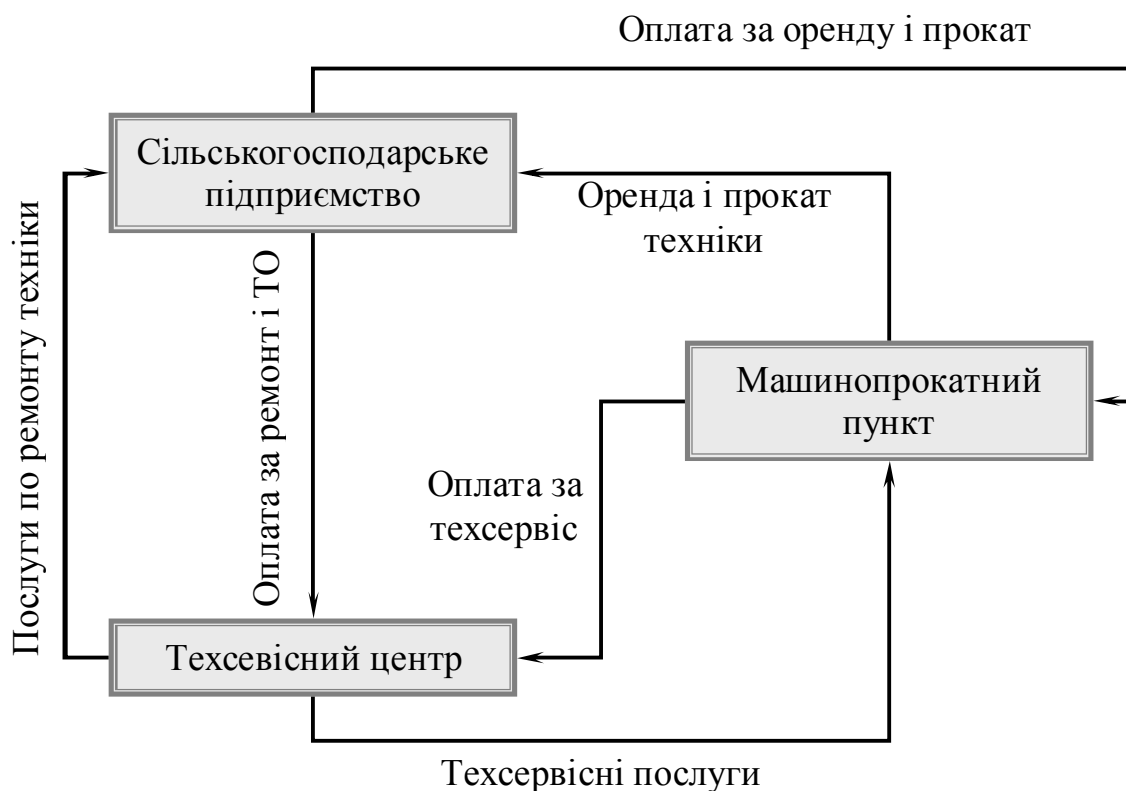 Оплата за оренду і прокат
Сільськогосподарське
підприємство
Оренда і прокат
техніки
Послуги по ремонту техніки
Оплата за ремонт і ТО
Машинопрокатний
пункт
Оплата за
техсервіс
Техсевісний центр
Техсервісні послуги